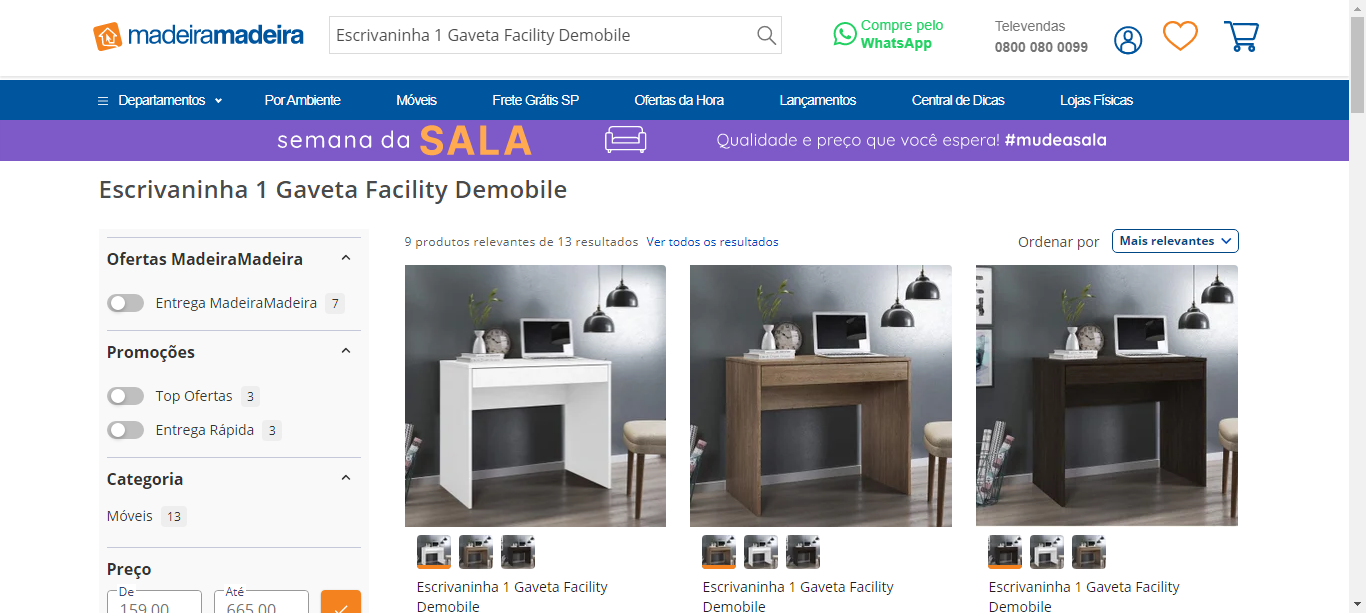 madeiramadeira
Escrivaninha 1 Gaveta Facility Demobile
Compre pelo
WhatsApp
Televendas
0800 080 0099
Departamentos
Por Ambiente
Móveis
Frete Grátis SP
Ofertas da Hora
Lançamentos
Central de Dicas
Lojas Físicas
semana da SALA
Qualidade e preço que você espera! #mudeasala
Escrivaninha 1 Gaveta Facility Demobile
9 produtos relevantes de 13 resultados Ver todos os resultados
Ordenar por Mais relevantes
Ofertas MadeiraMadeira
Entrega MadeiraMadeira 7
Promoções
Top Ofertas 3
Entrega Rápida 3
Categoria
Móveis 13
Preço
De
159,00
Até
665,00
Escrivaninha 1 Gaveta Facility
Demobile
Escrivaninha 1 Gaveta Facility
Demobile
Escrivaninha 1 Gaveta Facility
Demobile